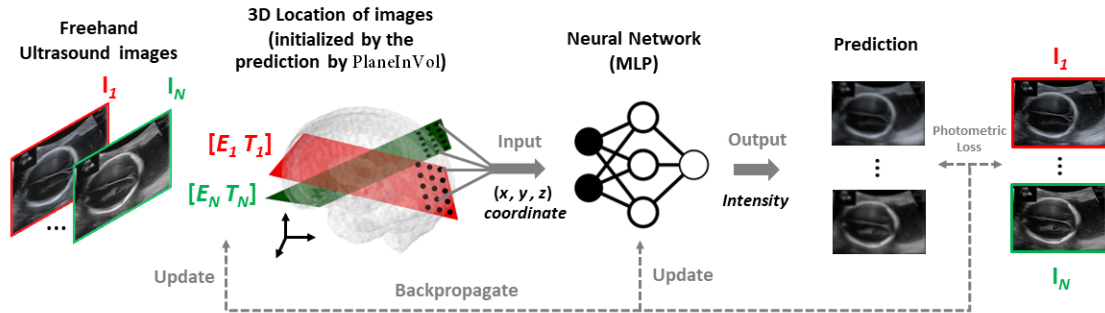 Freehand
Ultrasound images
I1
IN
...
3D Location of images
(initialized by the
prediction by PlaneInVol)
[E1 T1]
[EN TN]
Input
(x, y, z)
coordinate
Neural Network
(MLP)
Output
Intensity
Prediction
...
Photometric
Loss
I1
...
IN
Update
Backpropagate
Update